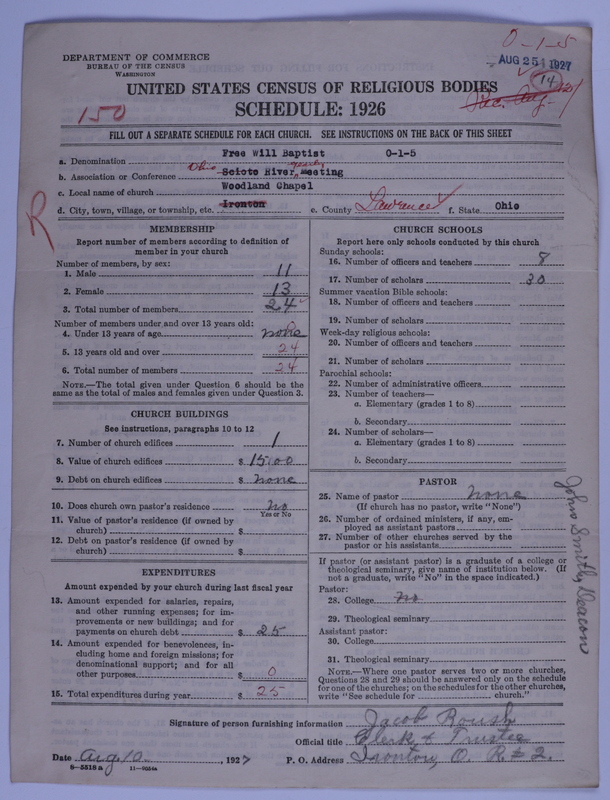 0-1-5
DEPARTMENT OF COMMERCE
BUREAU OF THE CENSUS
WASHINGTON
AUG 25 1927
14
UNITED STATES CENSUS OF RELIGIOUS BODIES
SCHEDULE: 1926
150
FILL OUT A SEPARATE SCHEDULE FOR EACH CHURCH. SEE INSTRUCTIONS ON THE BACK OF THIS SHEET
a. Denomination Free Will Baptist 0-1-5
b. Association or Conference Ohio Scioto River yearly Meeting
c. Local name of church Woodland Chapel
d. City, town, village, or township, etc. Ironton e. County Lawrence f. State Ohio
R
MEMBERSHIP
Report number of members according to definition of
member in your church
Number of members, by sex:
1. Male 11
2. Female 13
3. Total number of members 24
Number of members under and over 13 years old:
4. Under 13 years of age none
5. 13 years old and over 24
6. Total number of members 24
NOTE.—The total given under Question 6 should be
same as the total of males and females given under Question 3.
CHURCH BUILDINGS
See instructions, paragraphs 10 to 12
7. Number of church edifices 1
8. Value of church edifices $ 1500
9. Debt on church edifices $ none
10. Does church own pastor's residence no
Yes or No
11. Value of pastor's residence (if owned by
church) $
12. Debt on pastor's residence (if owned by
church) $
EXPENDITURES
Amount expended by your church during last fiscal year
13. Amount expended for salaries, repairs,
and other running expenses; for im-
provements or new buildings; and for
payments on church debt $ 25
14. Amount expended for benevolences, in-
cluding home and foreign missions; for
denominational support; and for all
other purposes $ 0
15. Total expenditures during year $ 25
CHURCH SCHOOLS
Report here only schools conducted by this church
Sunday schools:
16. Number of officers and teachers 8
17. Number of scholars 30
Summer vacation Bible schools:
18. Number of officers and teachers
19. Number of scholars
Week-day religious schools:
20. Number of officers and teachers
21. Number of scholars
Parochial schools:
22. Number of administrative officers
23. Number of teachers—
a. Elementary (grades 1 to 8)
b. Secondary
24. Number of scholars—
a. Elementary (grades 1 to 8)
b. Secondary
PASTOR
25. Name of pastor none
(If church has no pastor, write "None")
26. Number of ordained ministers, if any, em-
ployed as assistant pastors
27. Number of other churches served by the
pastor or his assistants
If pastor (or assistant pastor) is a graduate of a college or
theological seminary, give name of institution below. (If
not a graduate, write "No" in the space indicated.)
Pastor:
28. College no
29. Theological seminary
Assistant pastor:
30. College
31. Theological seminary
NOTE.—Where one pastor serves two or more churches,
Questions 28 and 29 should be answered only on the schedule
for one of the churches; on the schedules for the other churches,
write "See schedule for church."
John Smith, Deacon
Signature of person furnishing information Jacob Roush
Official title Clerk & Trustee
Date Aug 10, 1927 P. O. Address Ironton, O. R # 2.
8-5518 a